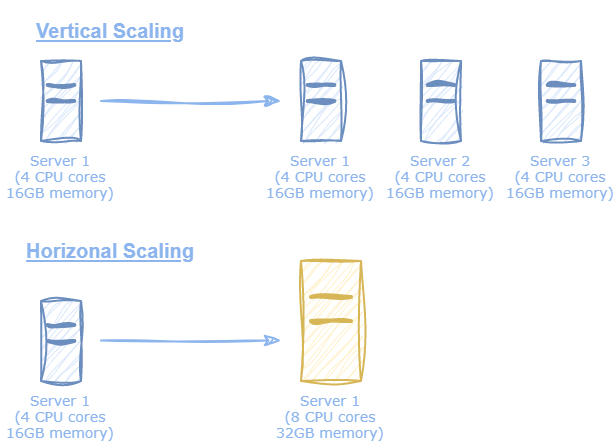 Vertical Scaling
Server 1
(4 CPU cores
16GB memory)
Server 1
(4 CPU cores
16GB memory)
Server 2
(4 CPU cores
16GB memory)
Server 3
(4 CPU cores
16GB memory)
Horizonal Scaling
Server 1
(4 CPU cores
16GB memory)
Server 1
(8 CPU cores
32GB memory)